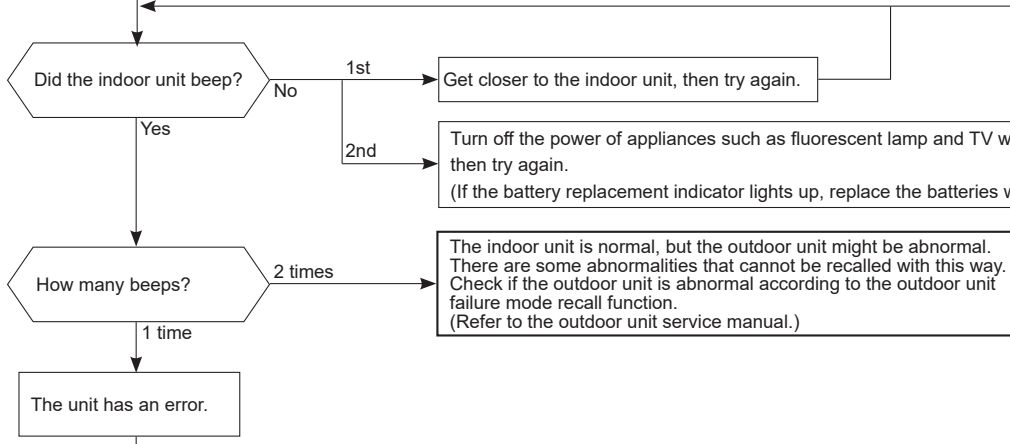 Did the indoor unit beep?
1st
Get closer to the indoor unit, then try again.
No
Yes
Turn off the power of appliances such as fluorescent lamp and TV
2nd
then try again.
(If the battery replacement indicator lights up, replace the batteries
The indoor unit is normal, but the outdoor unit might be abnormal.
There are some abnormalities that cannot be recalled with this way.
Check if the outdoor unit is abnormal according to the outdoor unit
failure mode recall function.
(Refer to the outdoor unit service manual.)
How many beeps?
2 times
1 time
The unit has an error.